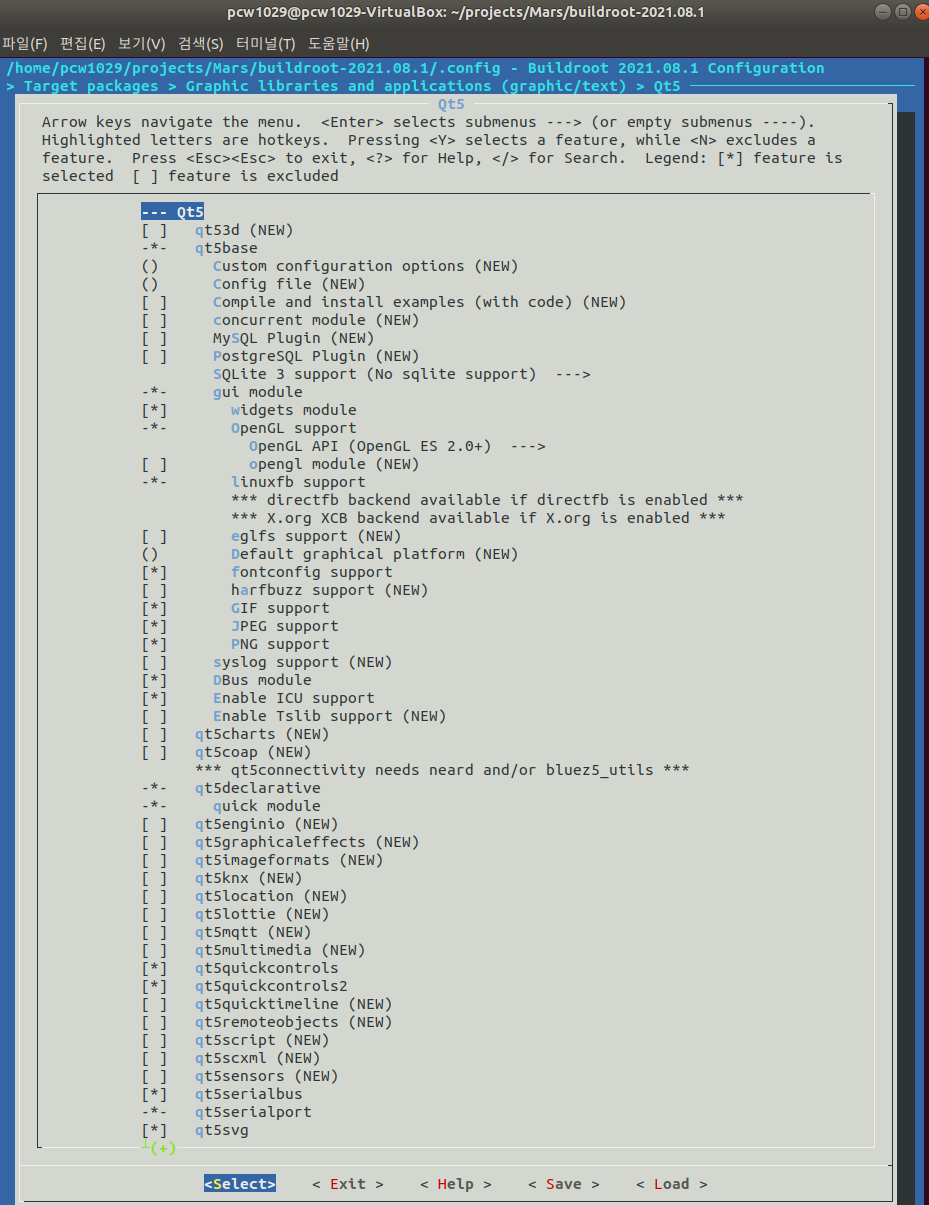 pcw1029@pcw1029-VirtualBox: ~/projects/Mars/buildroot-2021.08.1
파일(F) 편집(E) 보기(V) 검색(S) 터미널(T) 도움말(H)
/home/pcw1029/projects/Mars/buildroot-2021.08.1/.config - Buildroot 2021.08.1 Configuration
> Target packages > Graphic libraries and applications (graphic/text) > Qt5
Qt5
Arrow keys navigate the menu.  <Enter> selects submenus ---> (or empty submenus ----).
Highlighted letters are hotkeys.  Pressing <Y> selects a feature, while <N> excludes a
feature.  Press <Esc><Esc> to exit, <?> for Help, </> for Search.  Legend: [*] feature is
selected  [ ] feature is excluded
--- Qt5
[ ]   qt53d (NEW)
-*-   qt5base
()      Custom configuration options (NEW)
()      Config file (NEW)
[ ]     Compile and install examples (with code) (NEW)
[ ]     concurrent module (NEW)
[ ]     MySQL Plugin (NEW)
[ ]     PostgreSQL Plugin (NEW)
SQLite 3 support (No sqlite support)  --->
-*-     gui module
[*]       widgets module
-*-       OpenGL support
OpenGL API (OpenGL ES 2.0+)  --->
[ ]         opengl module (NEW)
-*-       linuxfb support
*** directfb backend available if directfb is enabled ***
*** X.org XCB backend available if X.org is enabled ***
[ ]       eglfs support (NEW)
()        Default graphical platform (NEW)
[*]       fontconfig support
[ ]       harfbuzz support (NEW)
[*]       GIF support
[*]       JPEG support
[*]       PNG support
[ ]     syslog support (NEW)
[*]     DBus module
[*]     Enable ICU support
[ ]     Enable Tslib support (NEW)
[ ]   qt5charts (NEW)
[ ]   qt5coap (NEW)
*** qt5connectivity needs neard and/or bluez5_utils ***
-*-   qt5declarative
-*-     quick module
[ ]   qt5enginio (NEW)
[ ]   qt5graphicaleffects (NEW)
[ ]   qt5imageformats (NEW)
[ ]   qt5knx (NEW)
[ ]   qt5location (NEW)
[ ]   qt5lottie (NEW)
[ ]   qt5mqtt (NEW)
[ ]   qt5multimedia (NEW)
[*]   qt5quickcontrols
[*]   qt5quickcontrols2
[ ]   qt5quicktimeline (NEW)
[ ]   qt5remoteobjects (NEW)
[ ]   qt5script (NEW)
[ ]   qt5scxml (NEW)
[ ]   qt5sensors (NEW)
[*]   qt5serialbus
-*-   qt5serialport
[*]   qt5svg
(+)
<Select>    < Exit >    < Help >    < Save >    < Load >